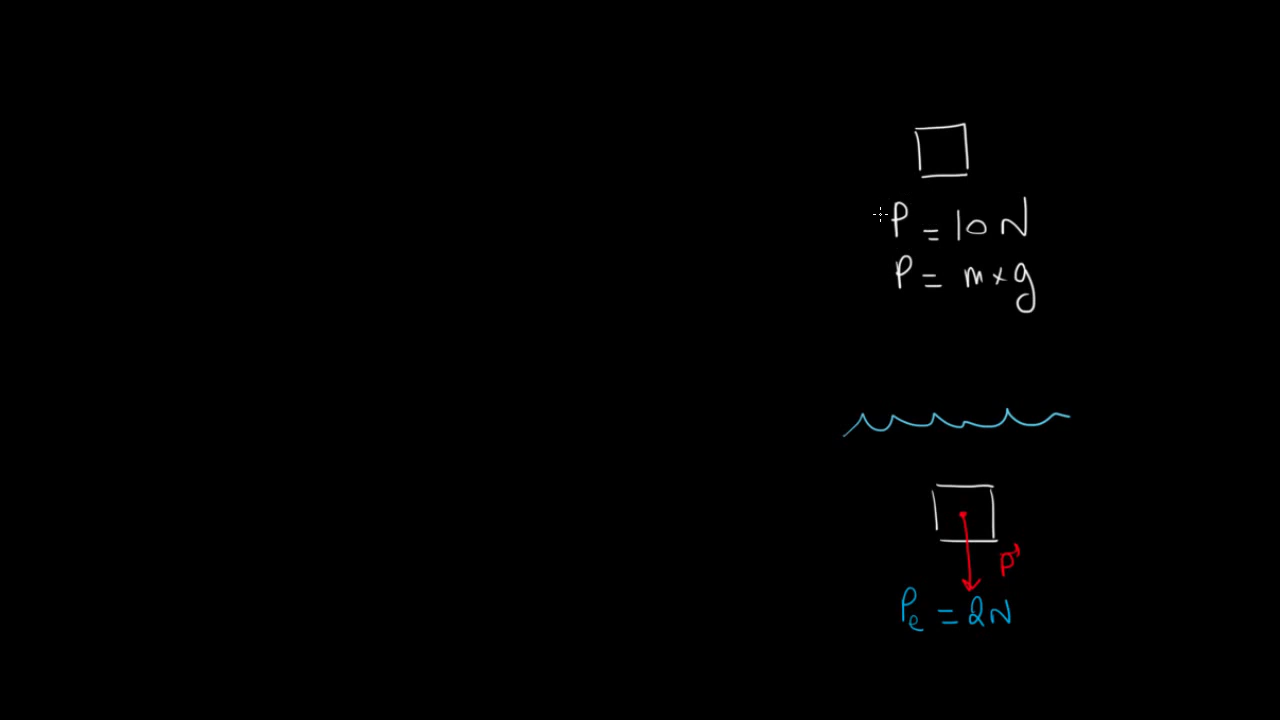 P = 10 N
P = m × g
P⃗
Pₑ = 2N